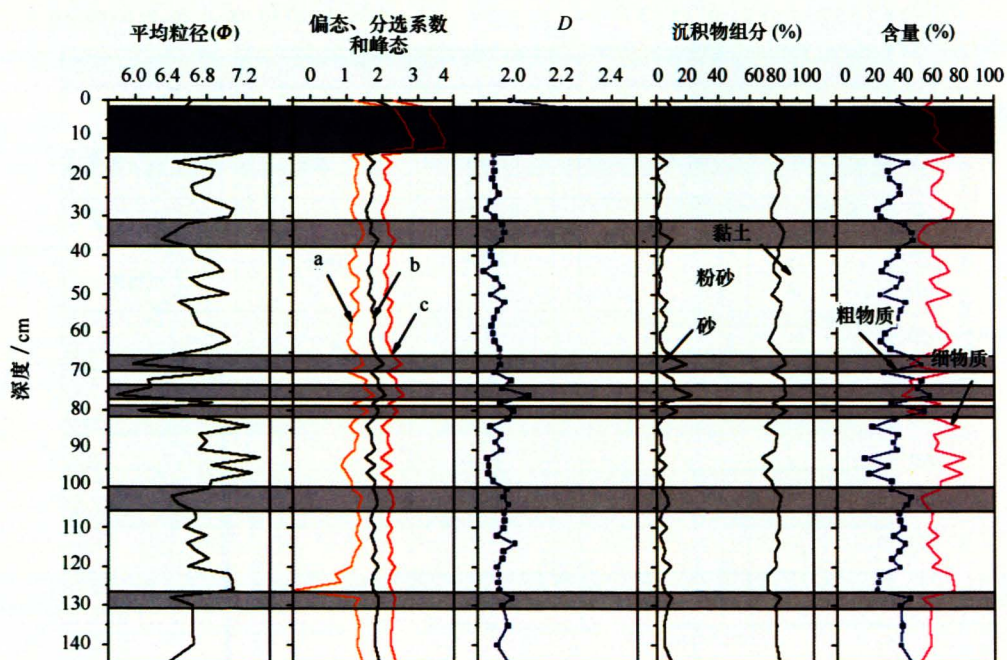 平均粒径(Φ)
偏态、分选系数
和峰态
D
沉积物组分(%)
含量(%)
6.0 6.4 6.8 7.2
0 1 2 3 4
2.0 2.2 2.4
0 20 40 60 80 100
0 20 40 60 80 100
深度/cm
0
10
20
30
40
50
60
70
80
90
100
110
120
130
140
a
b
c
黏土
粉砂
砂
粗物质
细物质